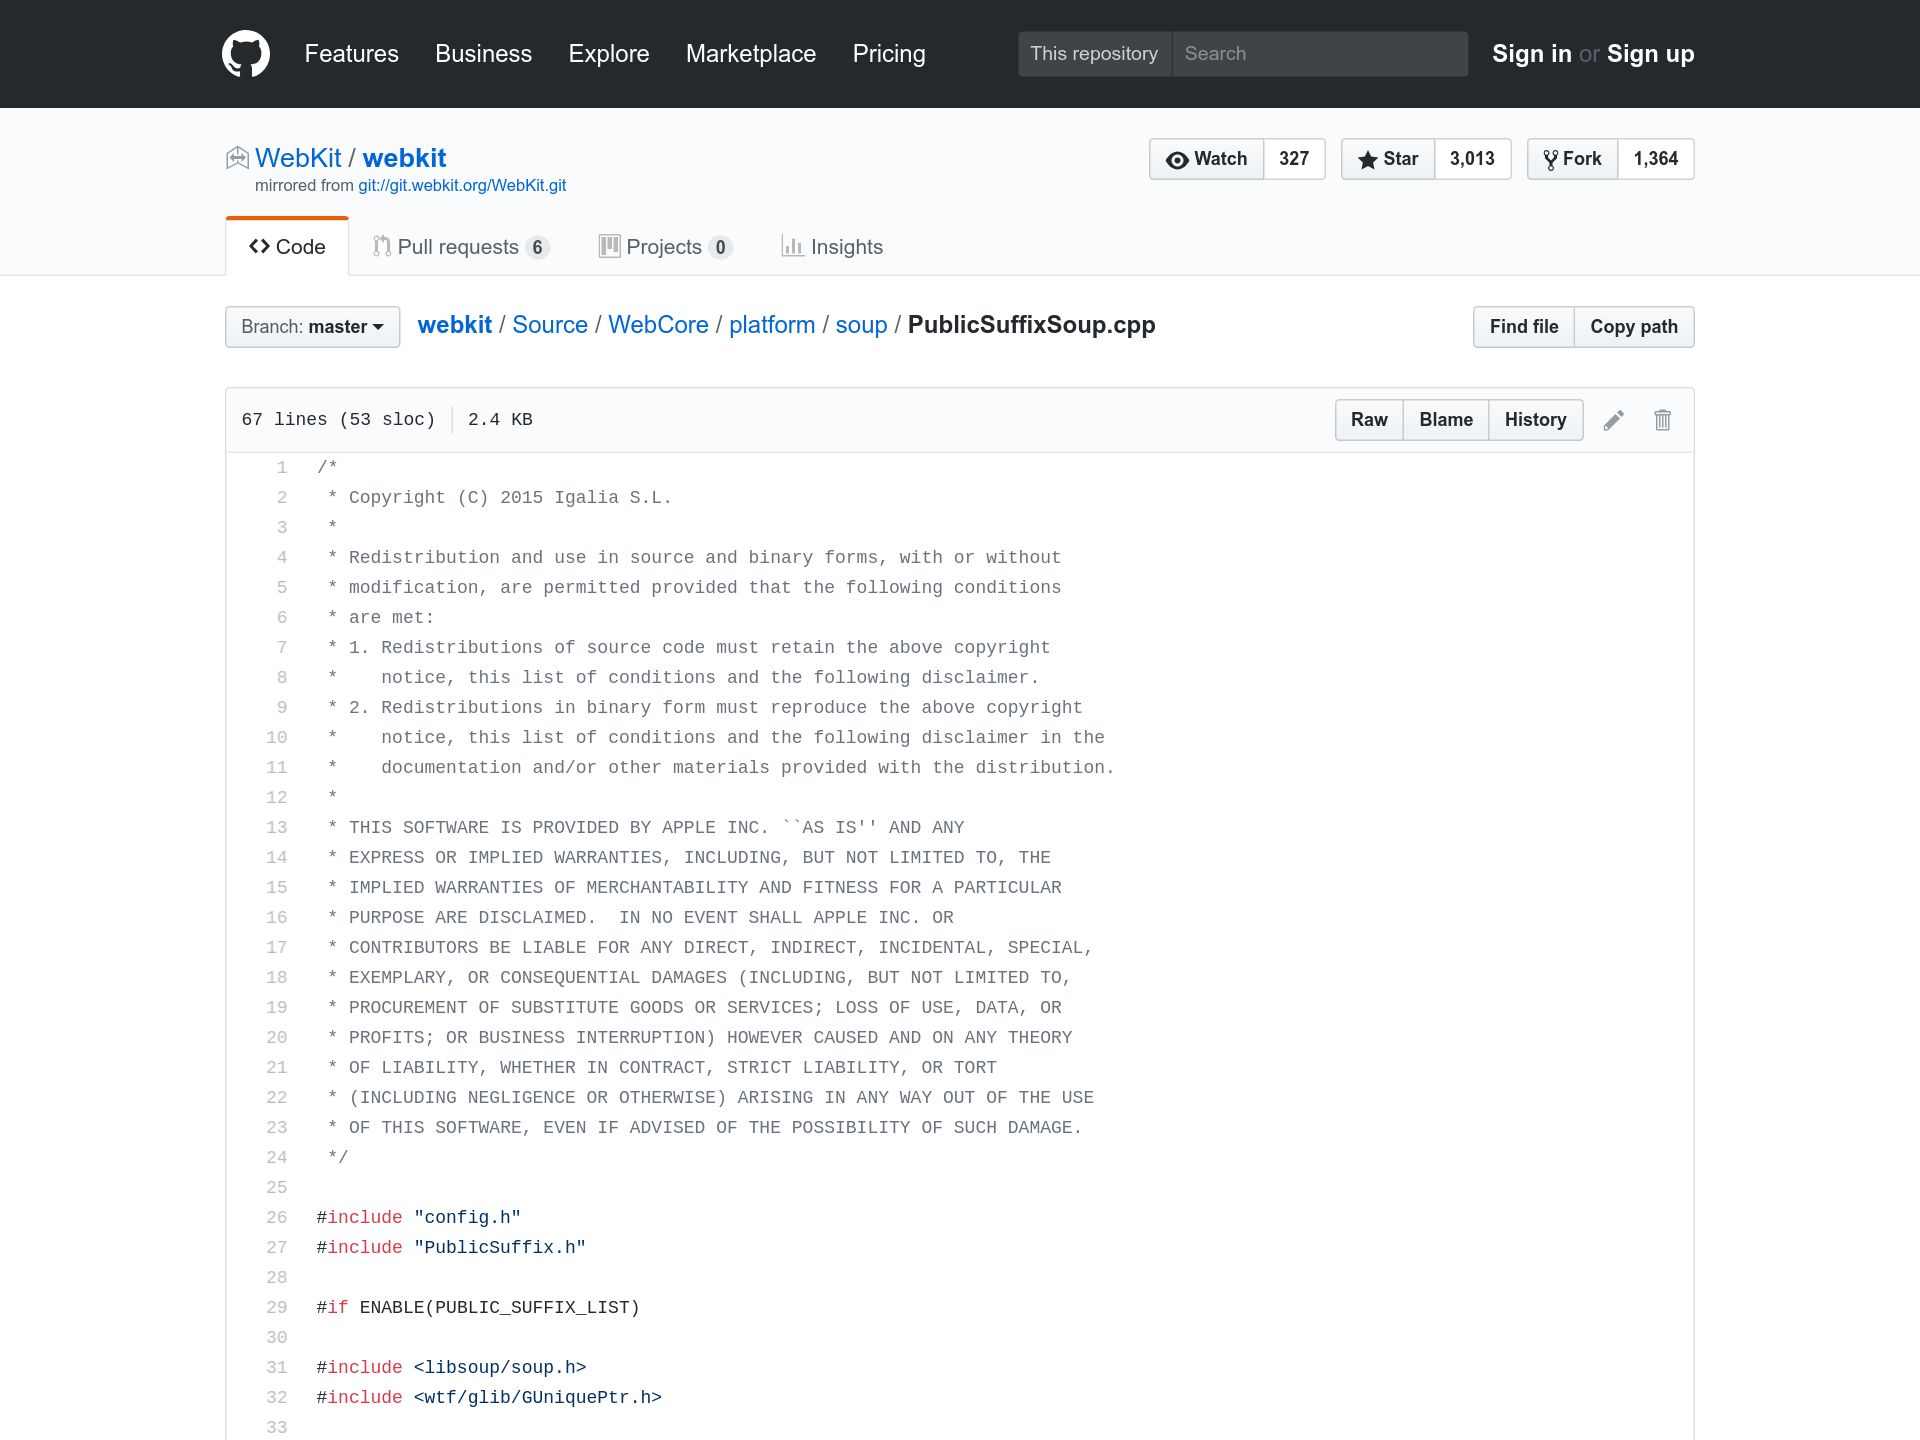 Features Business Explore Marketplace Pricing This repository Search Sign in or Sign up
WebKit / webkit Watch 327 Star 3,013 Fork 1,364
mirrored from git://git.webkit.org/WebKit.git
Code Pull requests 6 Projects 0 Insights
Branch: master webkit / Source / WebCore / platform / soup / PublicSuffixSoup.cpp Find file Copy path
67 lines (53 sloc) 2.4 KB Raw Blame History
1 /*
2  * Copyright (C) 2015 Igalia S.L.
3  *
4  * Redistribution and use in source and binary forms, with or without
5  * modification, are permitted provided that the following conditions
6  * are met:
7  * 1. Redistributions of source code must retain the above copyright
8  *    notice, this list of conditions and the following disclaimer.
9  * 2. Redistributions in binary form must reproduce the above copyright
10  *    notice, this list of conditions and the following disclaimer in the
11  *    documentation and/or other materials provided with the distribution.
12  *
13  * THIS SOFTWARE IS PROVIDED BY APPLE INC. ``AS IS'' AND ANY
14  * EXPRESS OR IMPLIED WARRANTIES, INCLUDING, BUT NOT LIMITED TO, THE
15  * IMPLIED WARRANTIES OF MERCHANTABILITY AND FITNESS FOR A PARTICULAR
16  * PURPOSE ARE DISCLAIMED.  IN NO EVENT SHALL APPLE INC. OR
17  * CONTRIBUTORS BE LIABLE FOR ANY DIRECT, INDIRECT, INCIDENTAL, SPECIAL,
18  * EXEMPLARY, OR CONSEQUENTIAL DAMAGES (INCLUDING, BUT NOT LIMITED TO,
19  * PROCUREMENT OF SUBSTITUTE GOODS OR SERVICES; LOSS OF USE, DATA, OR
20  * PROFITS; OR BUSINESS INTERRUPTION) HOWEVER CAUSED AND ON ANY THEORY
21  * OF LIABILITY, WHETHER IN CONTRACT, STRICT LIABILITY, OR TORT
22  * (INCLUDING NEGLIGENCE OR OTHERWISE) ARISING IN ANY WAY OUT OF THE USE
23  * OF THIS SOFTWARE, EVEN IF ADVISED OF THE POSSIBILITY OF SUCH DAMAGE.
24  */
25
26 #include "config.h"
27 #include "PublicSuffix.h"
28
29 #if ENABLE(PUBLIC_SUFFIX_LIST)
30
31 #include <libsoup/soup.h>
32 #include <wtf/glib/GUniquePtr.h>
33